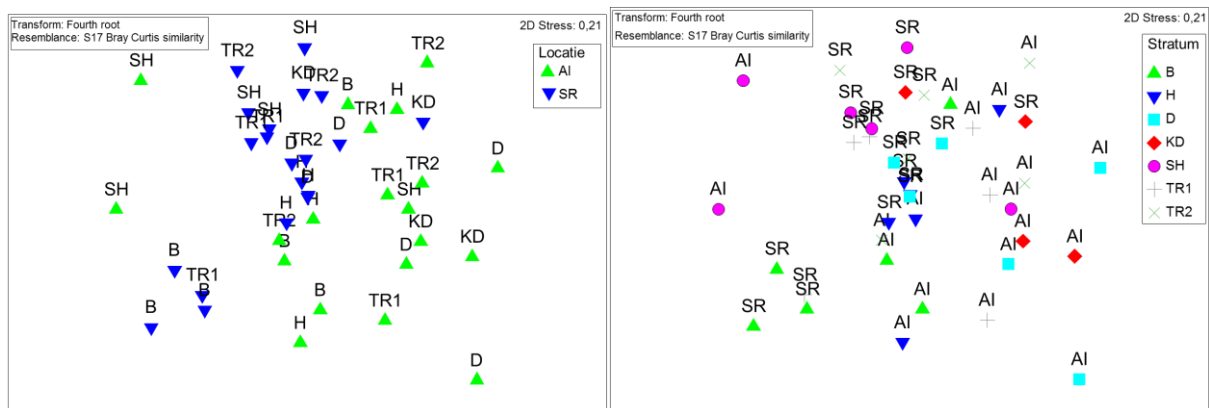 Transform: Fourth root
Resemblance: S17 Bray Curtis similarity
2D Stress: 0,21
Locatie
AI
SR
SH
TR2
TR2
SH
KD
TR2
B
H
SH
SH
TR1
KD
TR1
TR1
D
D
TR2
D
TR2
TR1
SH
SH
H
D
H
H
TR2
KD
B
D
KD
B
TR1
B
B
B
TR1
H
D
Transform: Fourth root
Resemblance: S17 Bray Curtis similarity
2D Stress: 0,21
Stratum
B
H
D
KD
SH
TR1
TR2
SR
SR
AI
AI
SR
SR
AI
AI
SR
SR
AI
SR
SR
SR
SR
SR
AI
SR
AI
AI
AI
AI
SR
SR
SR
AI
AI
AI
AI
AI
AI
SR
SR
SR
AI
AI
AI
AI